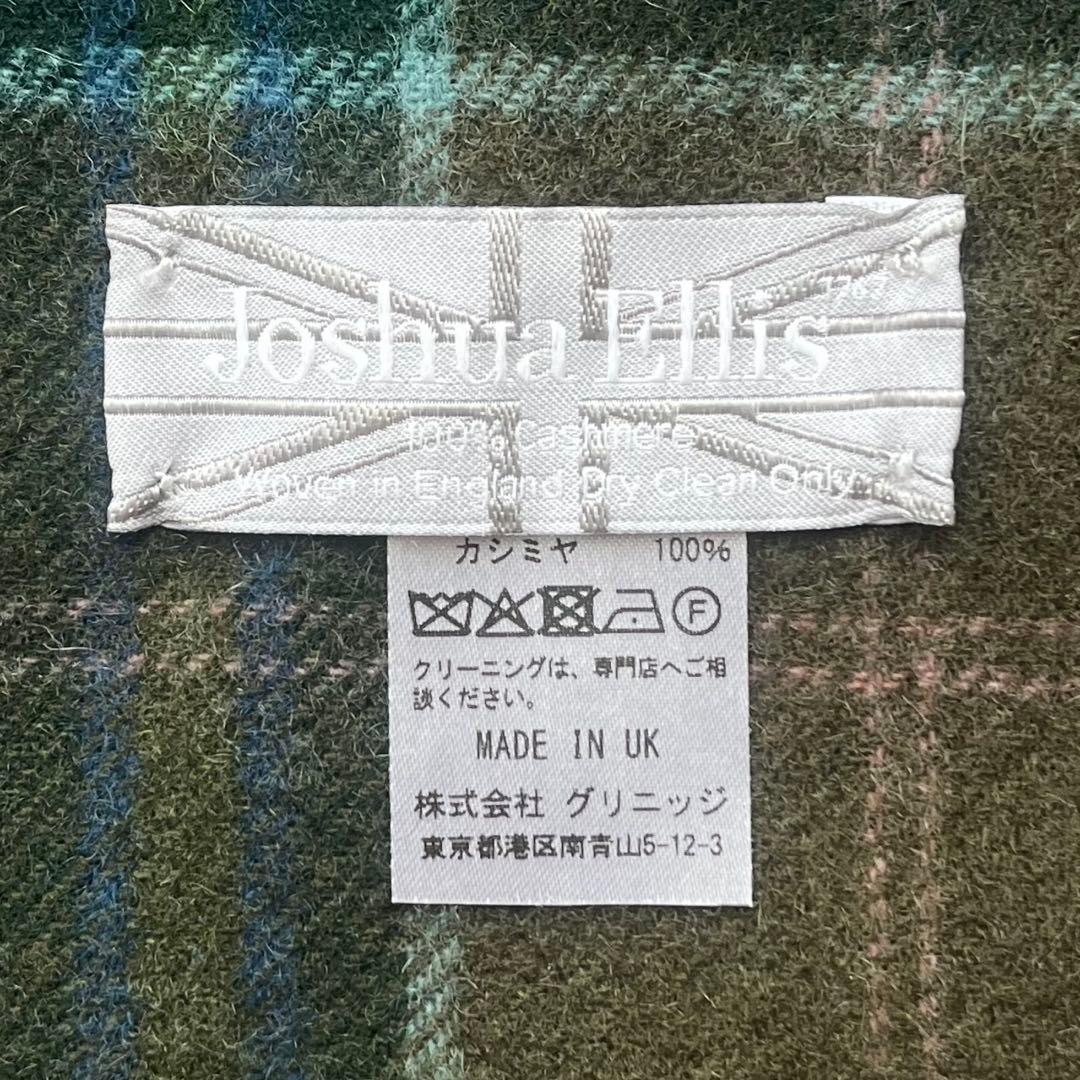 Joshua Ellis 1767
100% Cashmere
Woven in England Dry Clean Only
カシミヤ 100%
F
クリーニングは、専門店へご相
談ください。
MADE IN UK
株式会社 グリニッジ
東京都港区南青山5-12-3